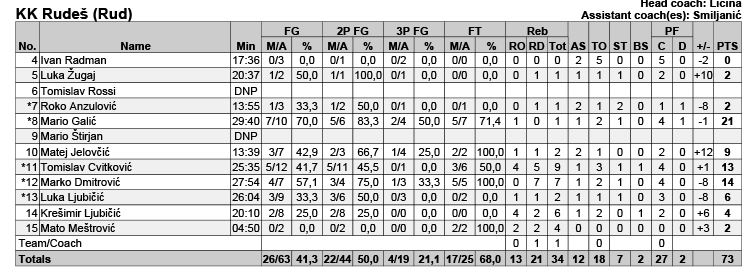 Head coach: Ličina
KK Rudeš (Rud) Assistant coach(es): Smiljanić
FG 2P FG 3P FG FT Reb PF
No. Name Min M/A % M/A % M/A % M/A % RO RD Tot AS TO ST BS C D +/- PTS
4 Ivan Radman 17:36 0/3 0,0 0/1 0,0 0/2 0,0 0/0 0,0 0 0 0 2 5 0 0 5 0 -2 0
5 Luka Žugaj 20:37 1/2 50,0 1/1 100,0 0/1 0,0 0/0 0,0 0 1 1 1 1 0 0 2 0 +10 2
6 Tomislav Rossi DNP
*7 Roko Anzulović 13:55 1/3 33,3 1/2 50,0 0/1 0,0 0/0 0,0 1 0 1 2 1 2 0 1 1 -8 2
*8 Mario Galić 29:40 7/10 70,0 5/6 83,3 2/4 50,0 5/7 71,4 1 0 1 1 2 1 0 4 1 -1 21
9 Mario Štirjan DNP
10 Matej Jelovčić 13:39 3/7 42,9 2/3 66,7 1/4 25,0 2/2 100,0 0 0 0 2 1 0 0 2 0 +12 9
*11 Tomislav Cvitković 25:35 5/12 41,7 5/11 45,5 0/1 0,0 3/6 50,0 4 5 9 1 3 1 1 4 0 +1 13
*12 Marko Dmitrović 27:54 4/7 57,1 3/4 75,0 1/3 33,3 5/5 100,0 0 7 7 1 2 1 0 4 0 -8 14
*13 Luka Ljubičić 26:04 3/9 33,3 3/6 50,0 0/3 0,0 0/0 0,0 1 1 2 1 1 1 0 3 0 -8 6
14 Krešimir Ljubičić 20:10 2/8 25,0 2/8 25,0 0/0 0,0 0/3 0,0 4 2 6 1 2 0 1 2 0 +6 4
15 Mato Meštrović 04:50 0/2 0,0 0/2 0,0 0/0 0,0 2/2 100,0 2 2 4 0 0 1 0 0 0 +3 2
Team/Coach 0 1 1 0 0
Totals 26/63 41,3 22/44 50,0 4/19 21,1 17/25 68,0 13 21 34 12 18 7 2 27 2 73